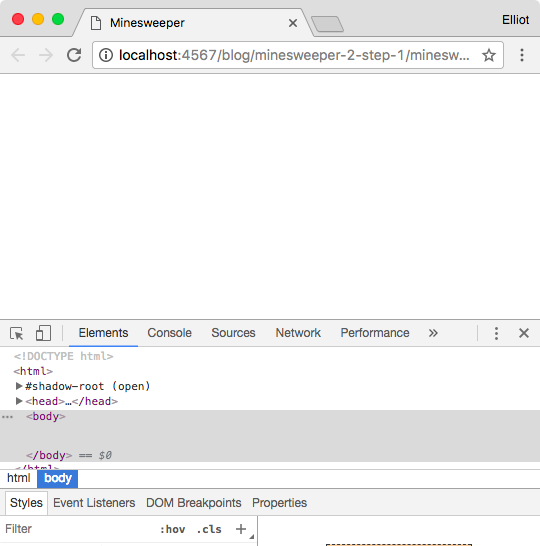 Minesweeper
Elliot
localhost:4567/blog/minesweeper-2-step-1/minesw...
Elements Console Sources Network Performance »
<!DOCTYPE html>
<html>
#shadow-root (open)
<head>…</head>
<body>
</body> == $0
</html>
html body
Styles Event Listeners DOM Breakpoints Properties
Filter :hov .cls +